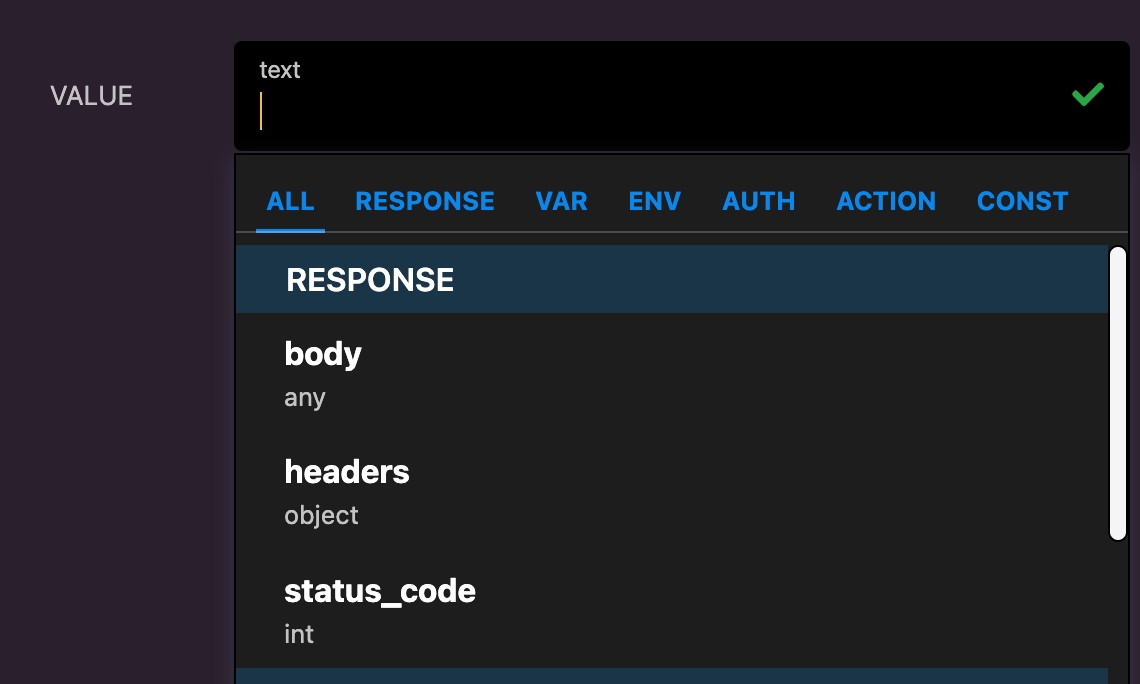 VALUE
text
ALL RESPONSE VAR ENV AUTH ACTION CONST
RESPONSE
body
any
headers
object
status_code
int